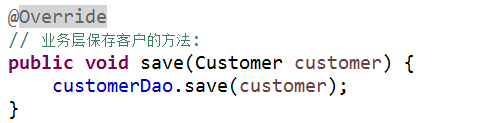 @Override
// 业务层保存客户的方法:
public void save(Customer customer) {
    customerDao.save(customer);
}